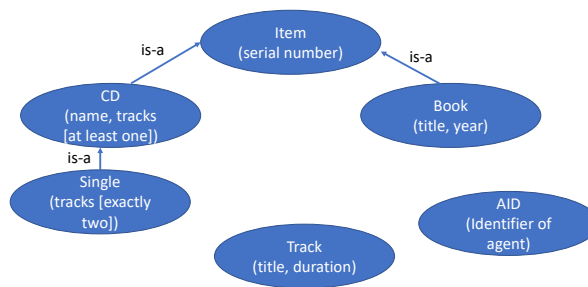 Item
(serial number)
is-a
is-a
CD
(name, tracks
[at least one])
Book
(title, year)
is-a
Single
(tracks [exactly
two])
AID
(Identifier of
agent)
Track
(title, duration)